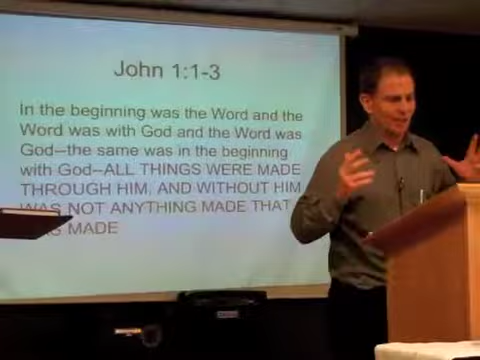 John 1:1-3
In the beginning was the Word and the
Word was with God and the Word was
God--the same was in the beginning
with God--ALL THINGS WERE MADE
THROUGH HIM, AND WITHOUT HIM
WAS NOT ANYTHING MADE THAT
WAS MADE